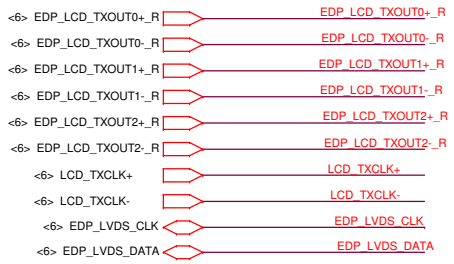 <6> EDP_LCD_TXOUT0+_R EDP_LCD_TXOUT0+_R
<6> EDP_LCD_TXOUT0-_R EDP_LCD_TXOUT0-_R
<6> EDP_LCD_TXOUT1+_R EDP_LCD_TXOUT1+_R
<6> EDP_LCD_TXOUT1-_R EDP_LCD_TXOUT1-_R
<6> EDP_LCD_TXOUT2+_R EDP_LCD_TXOUT2+_R
<6> EDP_LCD_TXOUT2-_R EDP_LCD_TXOUT2-_R
<6> LCD_TXCLK+ LCD_TXCLK+
<6> LCD_TXCLK- LCD_TXCLK-
<6> EDP_LVDS_CLK EDP_LVDS_CLK
<6> EDP_LVDS_DATA EDP_LVDS_DATA